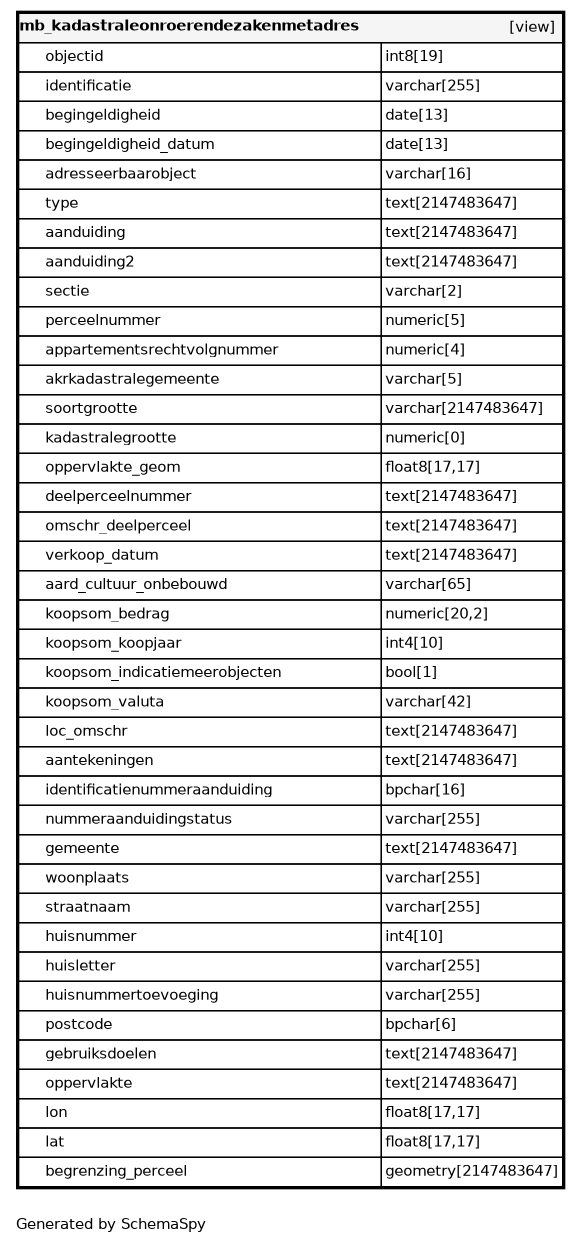 mb_kadastraleonroerendezakenmetadres [view]
objectid int8[19]
identificatie varchar[255]
begingeldigheid date[13]
begingeldigheid_datum date[13]
adresseerbaarobject varchar[16]
type text[2147483647]
aanduiding text[2147483647]
aanduiding2 text[2147483647]
sectie varchar[2]
perceelnummer numeric[5]
appartementsrechtvolgnummer numeric[4]
akrkadastralegemeente varchar[5]
soortgrootte varchar[2147483647]
kadastralegrootte numeric[0]
oppervlakte_geom float8[17,17]
deelperceelnummer text[2147483647]
omschr_deelperceel text[2147483647]
verkoop_datum text[2147483647]
aard_cultuur_onbebouwd varchar[65]
koopsom_bedrag numeric[20,2]
koopsom_koopjaar int4[10]
koopsom_indicatiemeerobjecten bool[1]
koopsom_valuta varchar[42]
loc_omschr text[2147483647]
aantekeningen text[2147483647]
identificatienummeraanduiding bpchar[16]
nummeraanduidingstatus varchar[255]
gemeente text[2147483647]
woonplaats varchar[255]
straatnaam varchar[255]
huisnummer int4[10]
huisletter varchar[255]
huisnummertoevoeging varchar[255]
postcode bpchar[6]
gebruiksdoelen text[2147483647]
oppervlakte text[2147483647]
lon float8[17,17]
lat float8[17,17]
begrenzing_perceel geometry[2147483647]
Generated by SchemaSpy